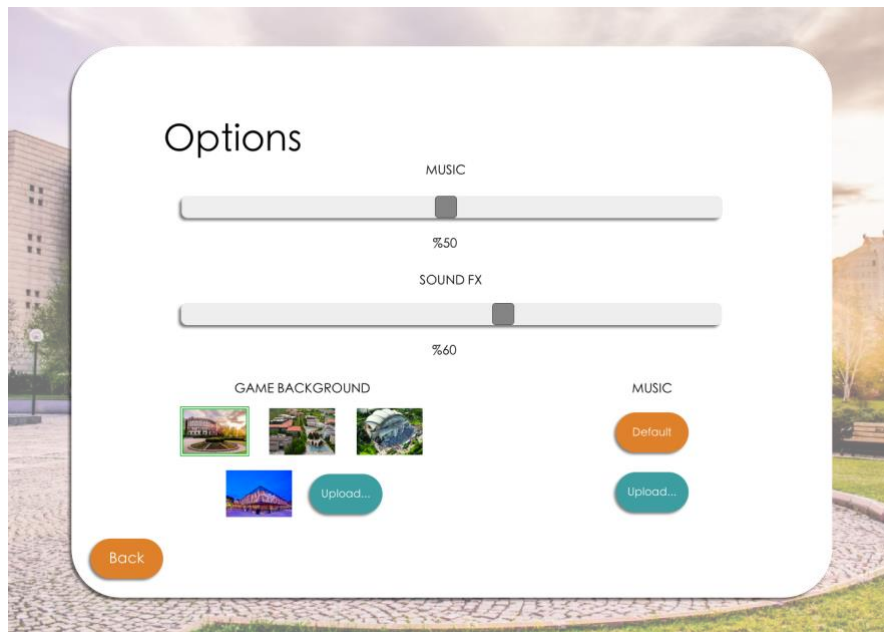 Options
MUSIC
%50
SOUND FX
%60
GAME BACKGROUND
MUSIC
Default
Upload...
Upload...
Back